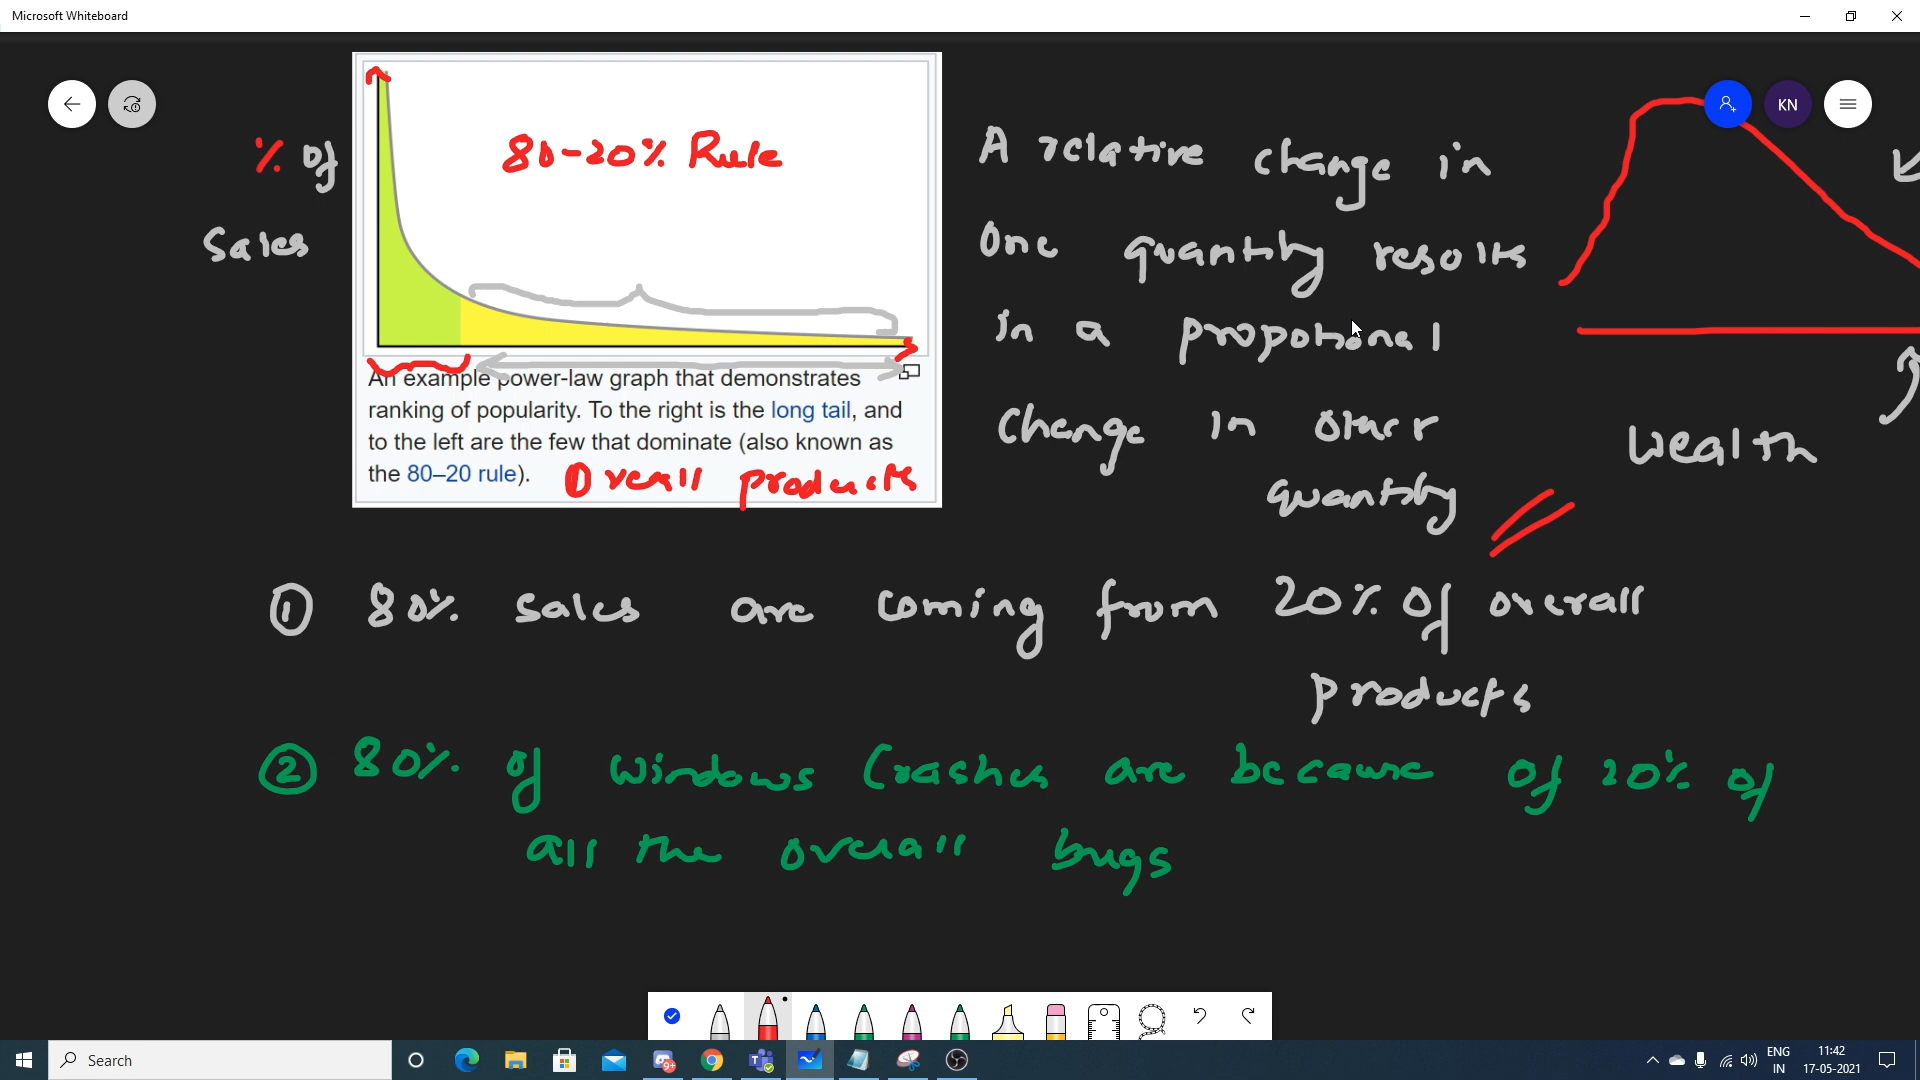 Microsoft Whiteboard
KN
% of
Sales
80-20% Rule
An example power-law graph that demonstrates
ranking of popularity. To the right is the long tail, and
to the left are the few that dominate (also known as
the 80–20 rule).
Overall products
A relative change in
One quantity results
in a propotional
Change in other
quantity
Wealth
① 80% Sales are coming from 20% of overall
products
② 80% of Windows Crashes are because of 20% of
all the overall bugs
Search
9+
ENG
IN
11:42
17-05-2021